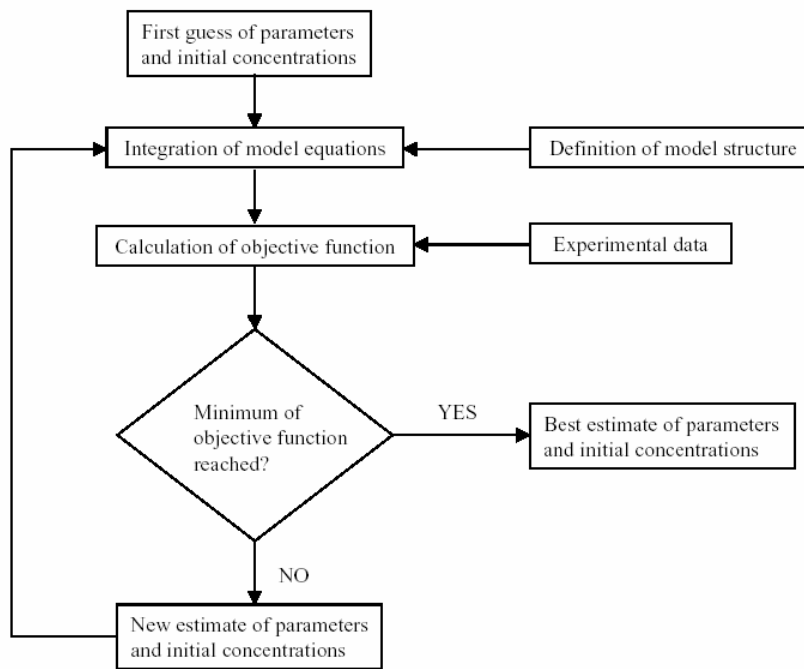 First guess of parameters
and initial concentrations
Integration of model equations
Definition of model structure
Calculation of objective function
Experimental data
Minimum of
objective function
reached?
YES
Best estimate of parameters
and initial concentrations
NO
New estimate of parameters
and initial concentrations